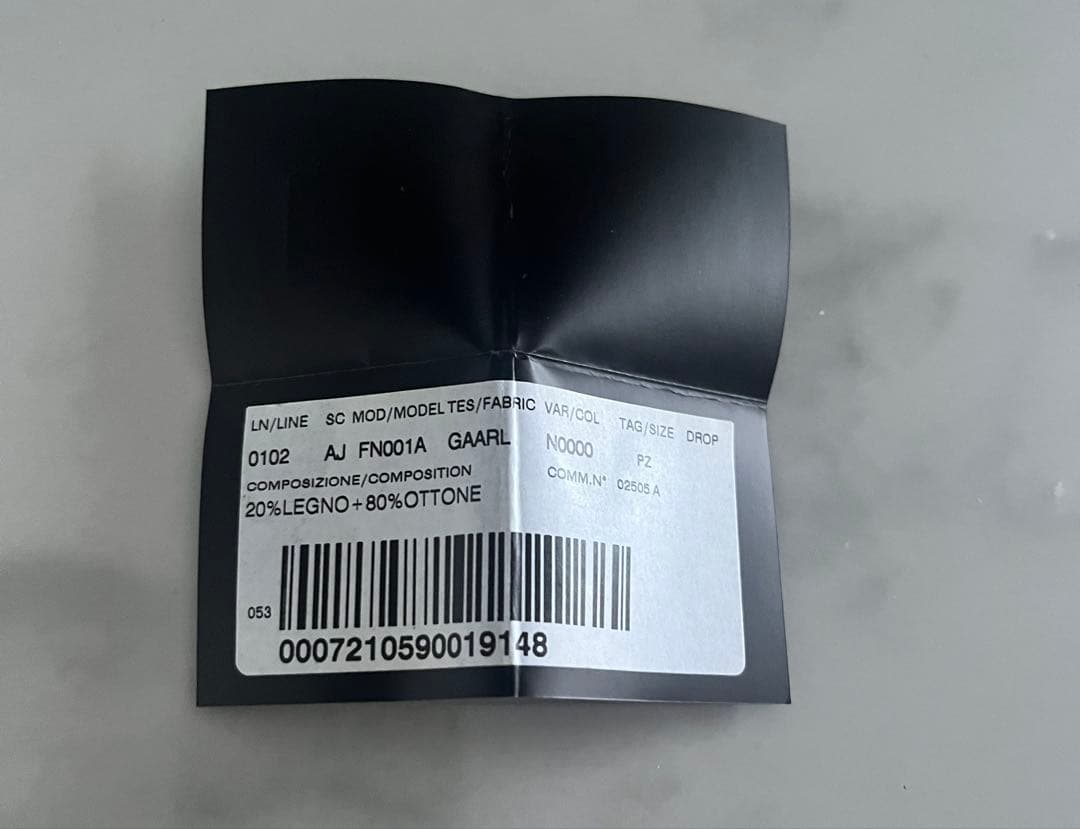 LN/LINE SC MOD/MODEL TES/FABRIC VAR/COL TAG/SIZE DROP
0102 AJ FN001A GAARL N0000 PZ
COMPOSIZIONE/COMPOSITION COMM.N° 02505 A
20%LEGNO+80%OTTONE
053
0007210590019148